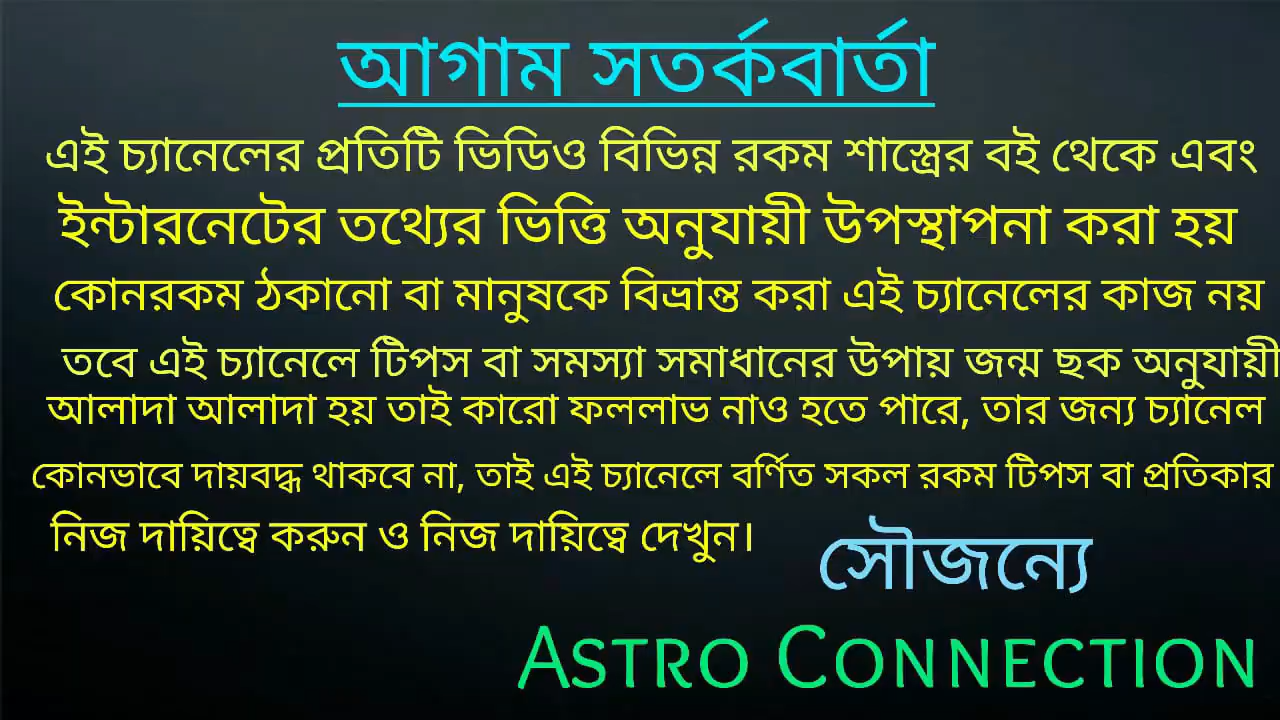 আগাম সতর্কবার্তা
এই চ্যানেলের প্রতিটি ভিডিও বিভিন্ন রকম শাস্ত্রের বই থেকে এবং
ইন্টারনেটের তথ্যের ভিত্তি অনুযায়ী উপস্থাপনা করা হয়
কোনরকম ঠকানো বা মানুষকে বিভ্রান্ত করা এই চ্যানেলের কাজ নয়
তবে এই চ্যানেলে টিপস বা সমস্যা সমাধানের উপায় জন্ম ছক অনুযায়ী
আলাদা আলাদা হয় তাই কারো ফললাভ নাও হতে পারে, তার জন্য চ্যানেল
কোনভাবে দায়বদ্ধ থাকবে না, তাই এই চ্যানেলে বর্ণিত সকল রকম টিপস বা প্রতিকার
নিজ দায়িত্বে করুন ও নিজ দায়িত্বে দেখুন।
সৌজন্যে
ASTRO CONNECTION